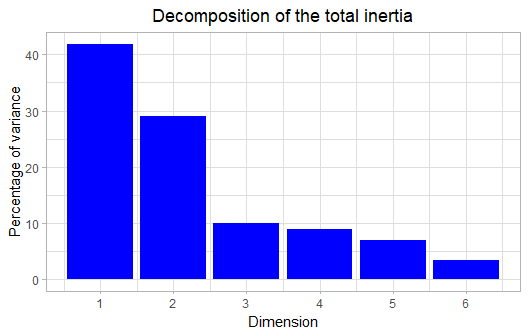 Decomposition of the total inertia
Percentage of variance
40
30
20
10
0
1 2 3 4 5 6
Dimension